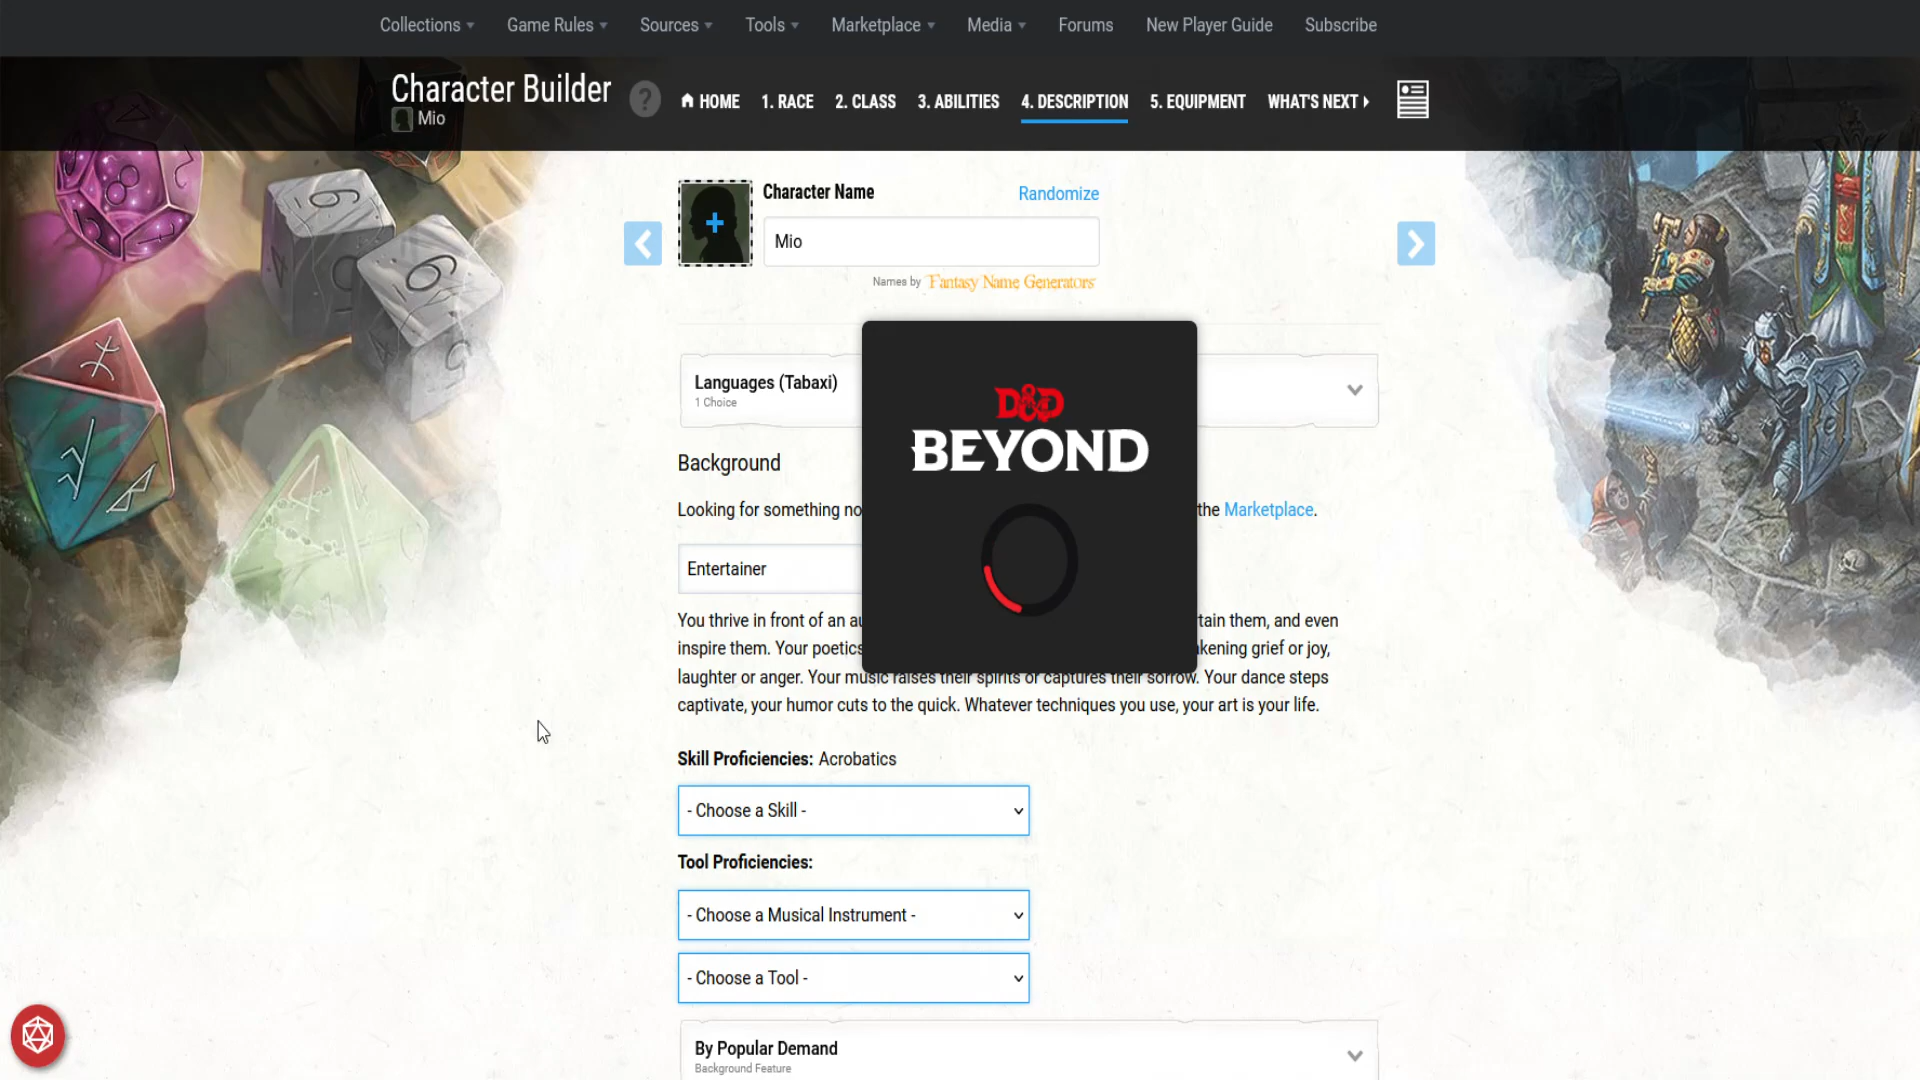 Collections
Game Rules
Sources
Tools
Marketplace
Media
Forums
New Player Guide
Subscribe
Character Builder
Mio
?
HOME
1. RACE
2. CLASS
3. ABILITIES
4. DESCRIPTION
5. EQUIPMENT
WHAT'S NEXT
Character Name
Randomize
Mio
Names by Fantasy Name Generators
Languages (Tabaxi)
1 Choice
D&D
BEYOND
Background
Looking for something no the Marketplace.
Entertainer
You thrive in front of an au tain them, and even
inspire them. Your poetics kening grief or joy,
laughter or anger. Your music raises their spirits or captures their sorrow. Your dance steps
captivate, your humor cuts to the quick. Whatever techniques you use, your art is your life.
Skill Proficiencies: Acrobatics
- Choose a Skill -
Tool Proficiencies:
- Choose a Musical Instrument -
- Choose a Tool -
By Popular Demand
Background Feature